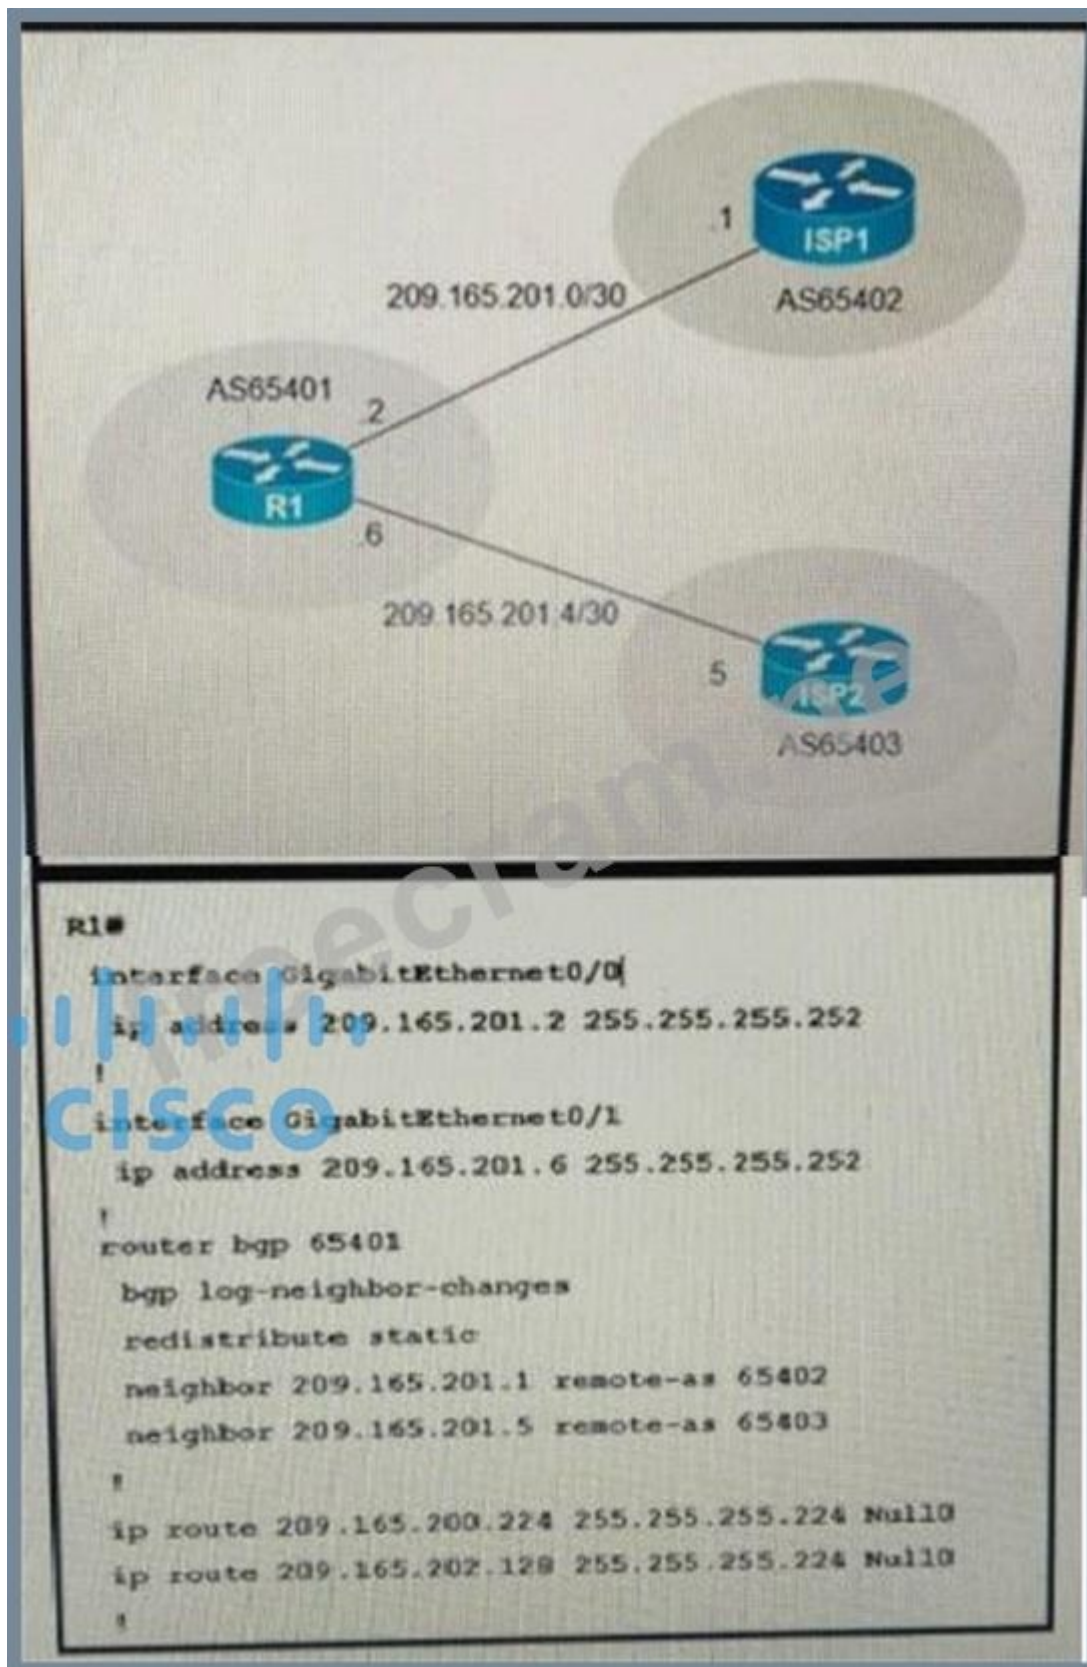 .1
ISP1
209.165.201.0/30
AS65402
AS65401
.2
R1
.6
209.165.201.4/30
.5
ISP2
AS65403
R1#
interface GigabitEthernet0/0
ip address 209.165.201.2 255.255.255.252
!
CISCO
interface GigabitEthernet0/1
ip address 209.165.201.6 255.255.255.252
!
router bgp 65401
bgp log-neighbor-changes
redistribute static
neighbor 209.165.201.1 remote-as 65402
neighbor 209.165.201.5 remote-as 65403
!
ip route 209.165.200.224 255.255.255.224 Null0
ip route 209.165.202.128 255.255.255.224 Null0
!